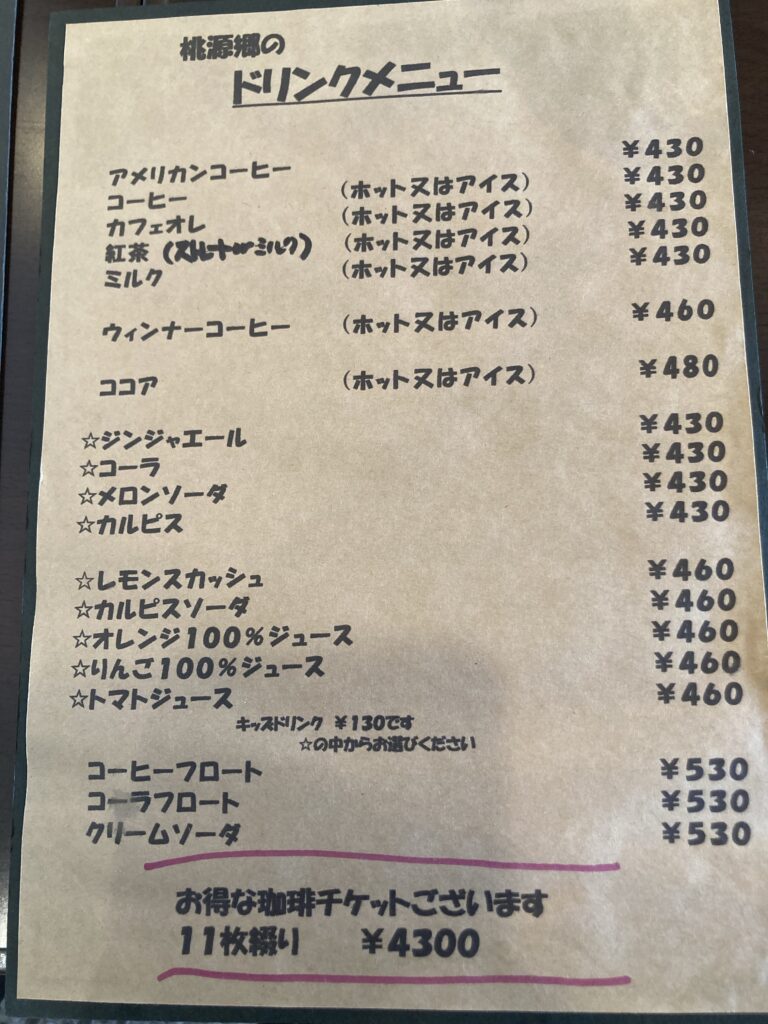 桃源郷の
ドリンクメニュー
アメリカンコーヒー ￥430
コーヒー (ホット又はアイス) ￥430
カフェオレ (ホット又はアイス) ￥430
紅茶 (ストレートorミルク) (ホット又はアイス) ￥430
ミルク (ホット又はアイス) ￥430
ウィンナーコーヒー (ホット又はアイス) ￥460
ココア (ホット又はアイス) ￥480
☆ジンジャエール ￥430
☆コーラ ￥430
☆メロンソーダ ￥430
☆カルピス ￥430
☆レモンスカッシュ ￥460
☆カルピスソーダ ￥460
☆オレンジ100％ジュース ￥460
☆りんご100％ジュース ￥460
☆トマトジュース ￥460
キッズドリンク ￥130です
☆の中からお選びください
コーヒーフロート ￥530
コーラフロート ￥530
クリームソーダ ￥530
お得な珈琲チケットございます
11枚綴り ￥4300